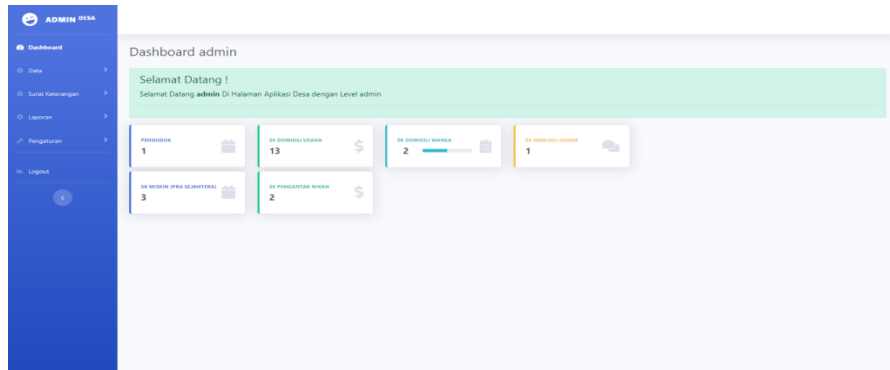 ADMIN DESA
Dashboard
Data
Surat Keterangan
Laporan
Pengaturan
Logout
Dashboard admin
Selamat Datang !
Selamat Datang admin Di Halaman Aplikasi Desa dengan Level admin
PENDUDUK
1
SK DOMISILI USAHA
13
SK DOMISILI WARGA
2
SK DOMISILI USAHA
1
SK MISKIN (PRA SEJAHTERA)
3
SK PENGANTAR NIKAH
2